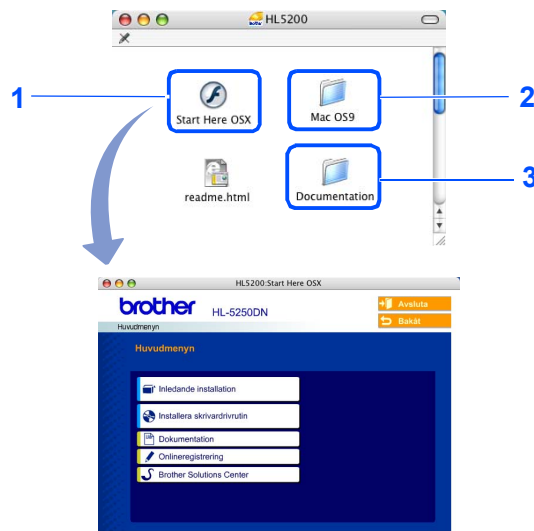 HL5200
1
2
Start Here OSX
Mac OS9
3
readme.html
Documentation
HL5200:Start Here OSX
brother HL-5250DN
Avsluta
Bakåt
Huvudmenyn
Huvudmenyn
Inledande installation
Installera skrivardrivrutin
Dokumentation
Onlineregistrering
Brother Solutions Center